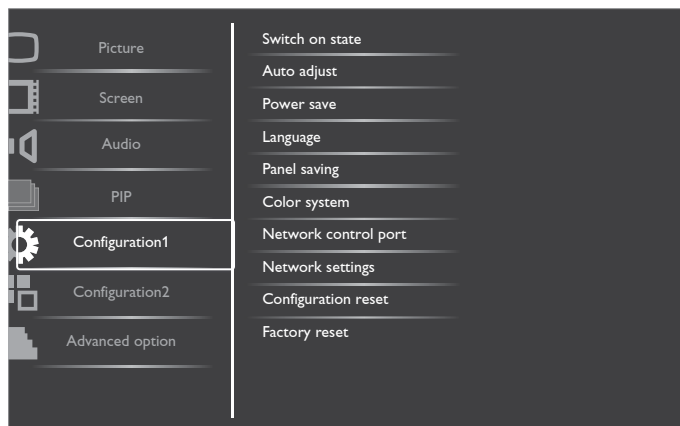 Picture
Screen
Audio
PIP
Configuration1
Configuration2
Advanced option
Switch on state
Auto adjust
Power save
Language
Panel saving
Color system
Network control port
Network settings
Configuration reset
Factory reset